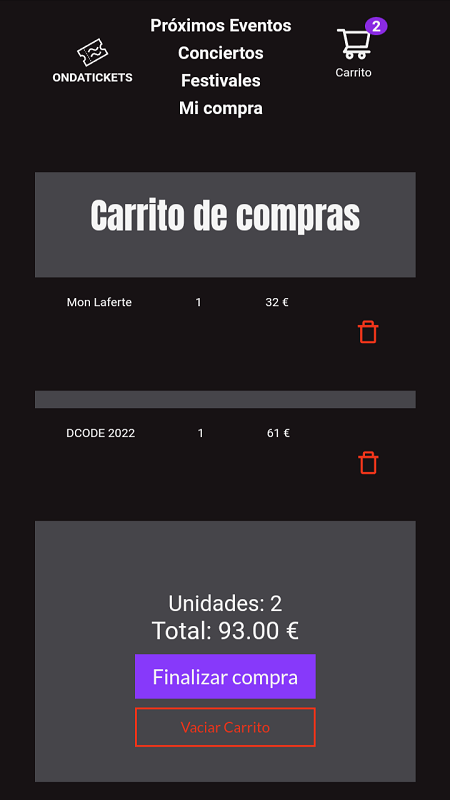 ONDATICKETS
Próximos Eventos
Conciertos
Festivales
Mi compra
2
Carrito
Carrito de compras
Mon Laferte 1 32 €
DCODE 2022 1 61 €
Unidades: 2
Total: 93.00 €
Finalizar compra
Vaciar Carrito